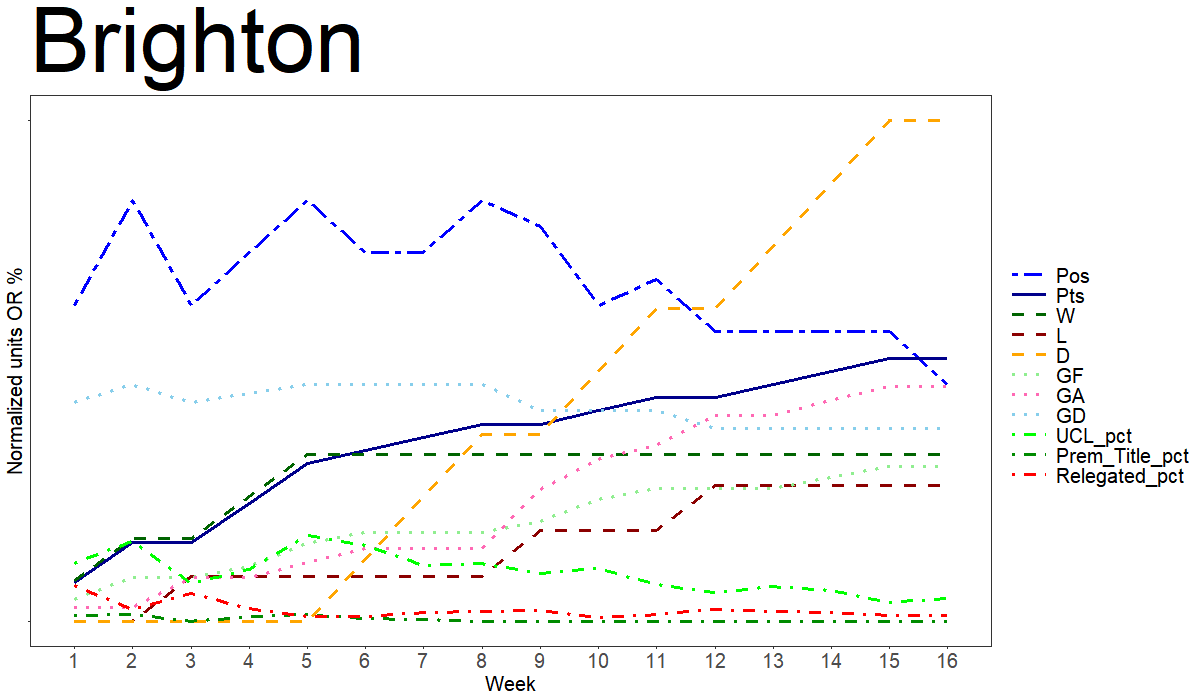 Brighton
Normalized units OR %
Pos
Pts
W
L
D
GF
GA
GD
UCL_pct
Prem_Title_pct
Relegated_pct
1 2 3 4 5 6 7 8 9 10 11 12 13 14 15 16
Week